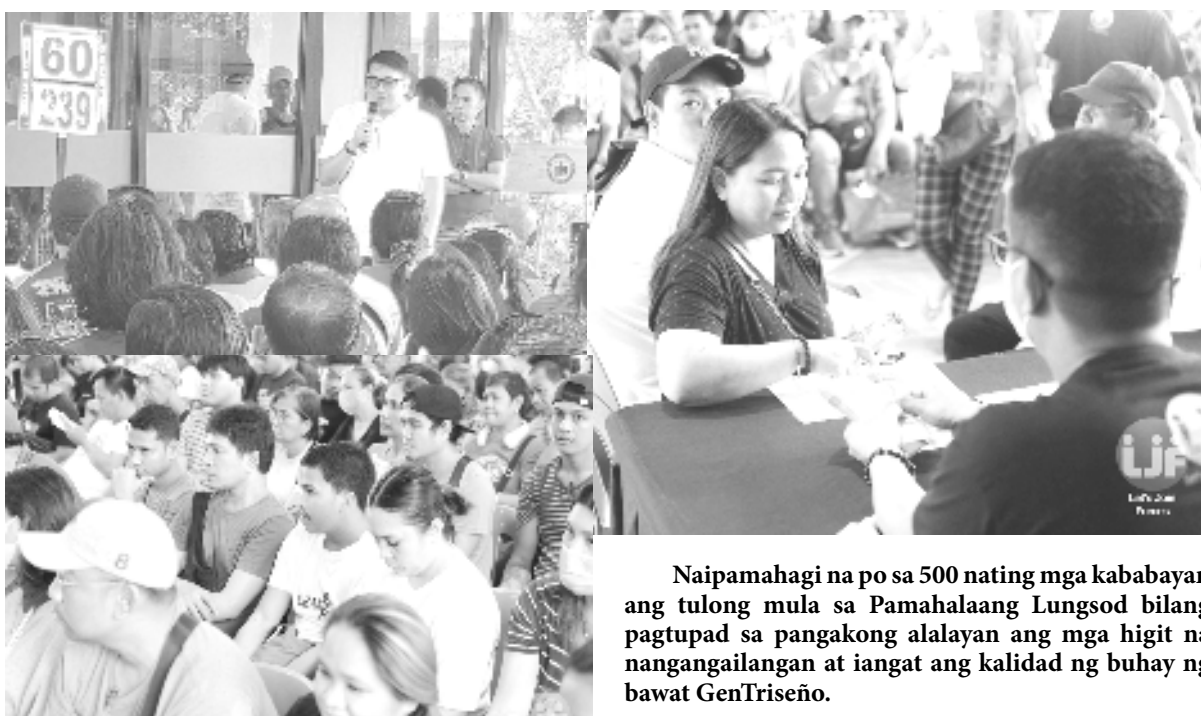 60
239
LJF
Naipamahagi na po sa 500 nating mga kababayan
ang tulong mula sa Pamahalaang Lungsod bilang
pagtupad sa pangakong alalayan ang mga higit na
nangangailangan at iangat ang kalidad ng buhay ng
bawat GenTriseño.